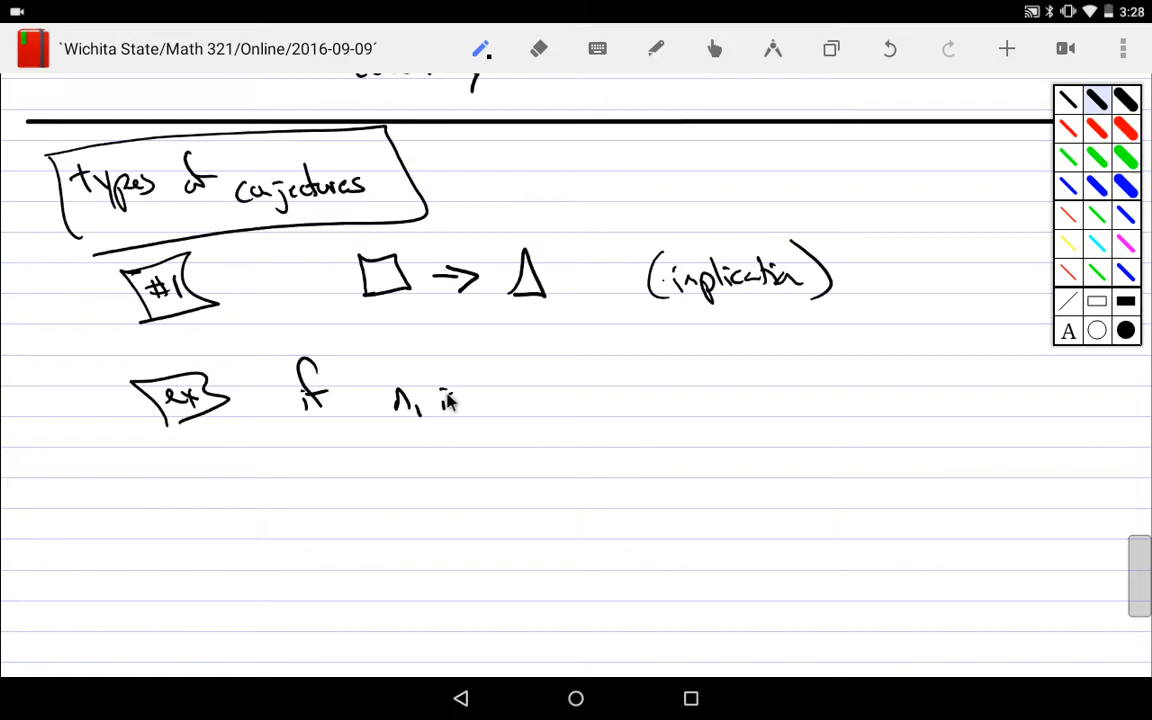 3:28
`Wichita State/Math 321/Online/2016-09-09´
types of conjectures
#1 □ → Δ (implication)
ex if n, i
A